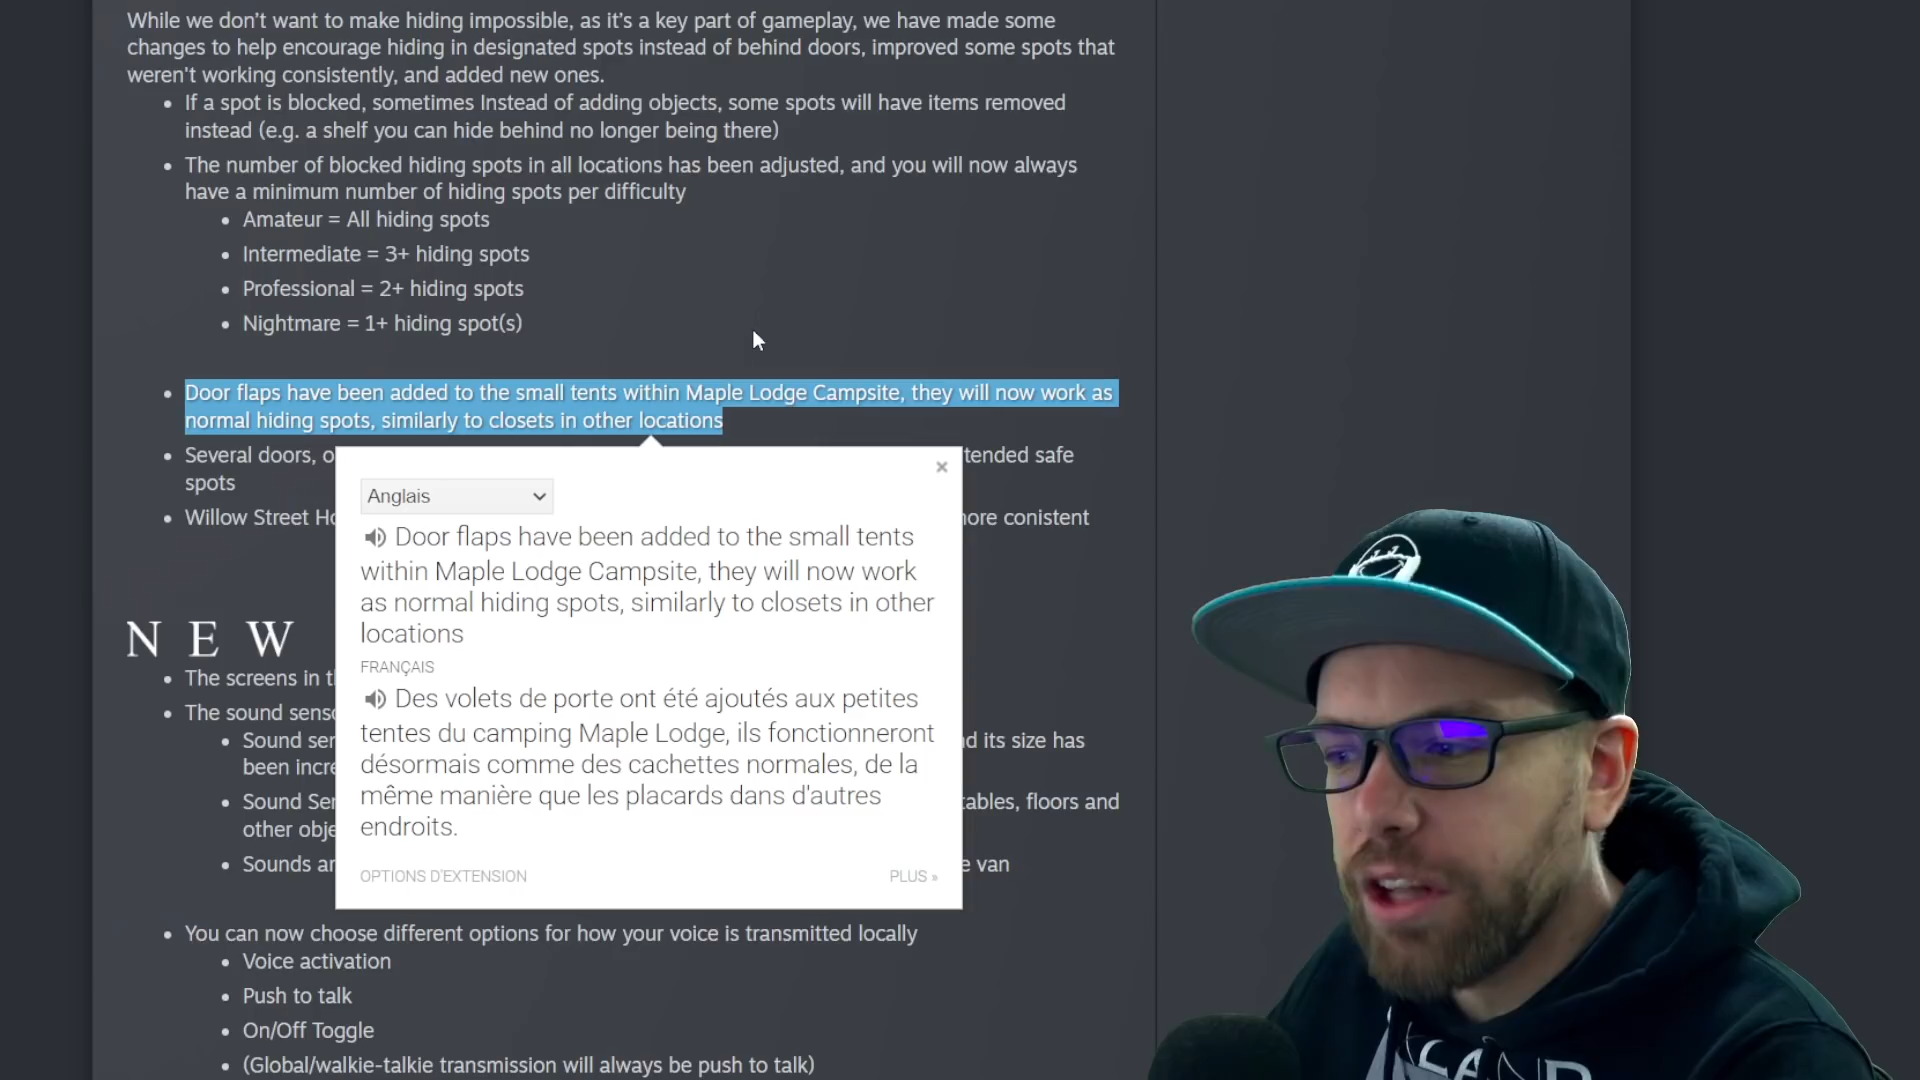 While we don't want to make hiding impossible, as it's a key part of gameplay, we have made some
changes to help encourage hiding in designated spots instead of behind doors, improved some spots that
weren't working consistently, and added new ones.
• If a spot is blocked, sometimes Instead of adding objects, some spots will have items removed
instead (e.g. a shelf you can hide behind no longer being there)
• The number of blocked hiding spots in all locations has been adjusted, and you will now always
have a minimum number of hiding spots per difficulty
• Amateur = All hiding spots
• Intermediate = 3+ hiding spots
• Professional = 2+ hiding spots
• Nightmare = 1+ hiding spot(s)
• Door flaps have been added to the small tents within Maple Lodge Campsite, they will now work as
normal hiding spots, similarly to closets in other locations
• Several doors, tended safe
spots
• Willow Street conistent
Anglais
Door flaps have been added to the small tents
within Maple Lodge Campsite, they will now work
as normal hiding spots, similarly to closets in other
locations
FRANÇAIS
Des volets de porte ont été ajoutés aux petites
tentes du camping Maple Lodge, ils fonctionneront
désormais comme des cachettes normales, de la
même manière que les placards dans d'autres
endroits.
OPTIONS D'EXTENSION PLUS »
NEW
• The screens in
• The sound
• Sound its size has
been
• Sound tables, floors and
other
• Sounds van
• You can now choose different options for how your voice is transmitted locally
• Voice activation
• Push to talk
• On/Off Toggle
• (Global/walkie-talkie transmission will always be push to talk)